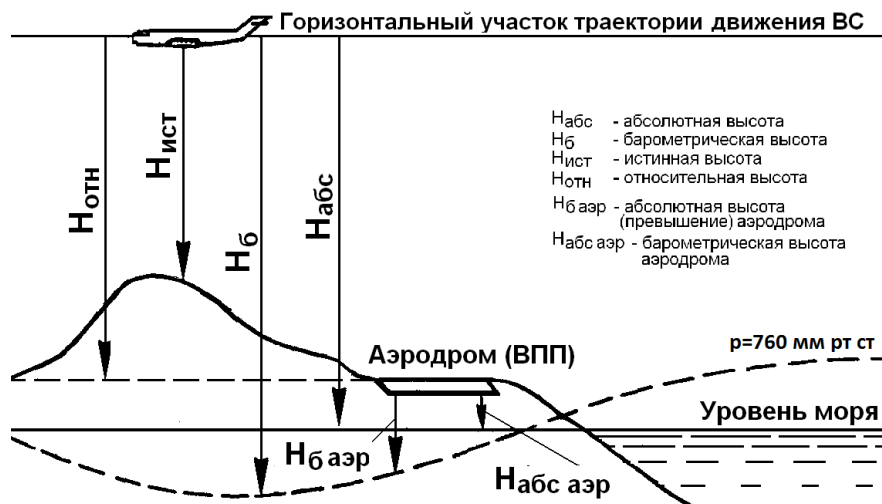 Горизонтальный участок траектории движения ВС
Hабс - абсолютная высота
Hб - барометрическая высота
Hист - истинная высота
Hотн - относительная высота
Hб аэр - абсолютная высота
(превышение) аэродрома
Hабс аэр - барометрическая высота
аэродрома
Hотн
Hист
Hб
Hабс
Аэродром (ВПП)
p=760 мм рт ст
Уровень моря
Hб аэр
Hабс аэр